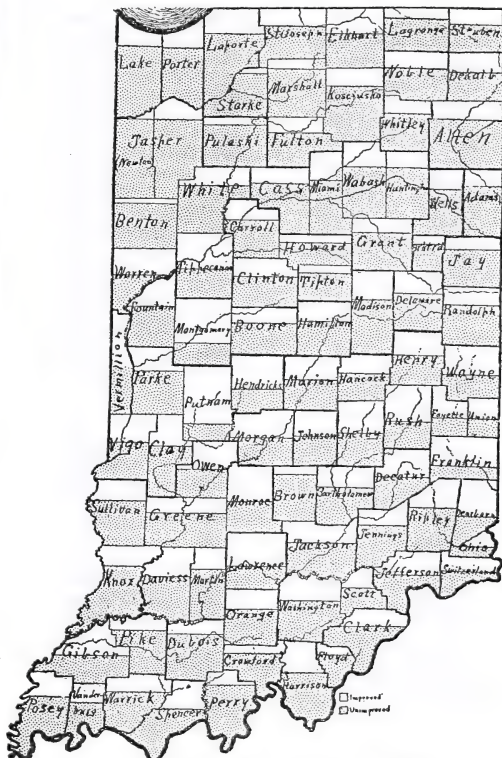 St Joseph
Elkhart
Lagrange
Steuben
Lake
Porter
Laporte
Noble
Dekalb
Marshall
Starke
Kosciusko
Whitley
Allen
Jasper
Newton
Pulaski
Fulton
White
Cass
Miami
Wabash
Huntington
Wells
Adams
Benton
Carroll
Howard
Grant
Jay
Warren
Tippecanoe
Clinton
Tipton
Fountain
Madison
Delaware
Randolph
Montgomery
Boone
Hamilton
Vermillion
Parke
Henry
Wayne
Putnam
Hendricks
Marion
Hancock
Rush
Fayette
Union
Vigo
Clay
Morgan
Johnson
Shelby
Owen
Franklin
Decatur
Sullivan
Greene
Monroe
Brown
Bartholomew
Ripley
Dearborn
Ohio
Jackson
Jennings
Knox
Daviess
Martin
Lawrence
Jefferson
Switzerland
Orange
Washington
Scott
Clark
Gibson
Pike
Dubois
Crawford
Floyd
Harrison
Posey
Vander
burg
Warrick
Spencer
Perry
Improved
Unimproved